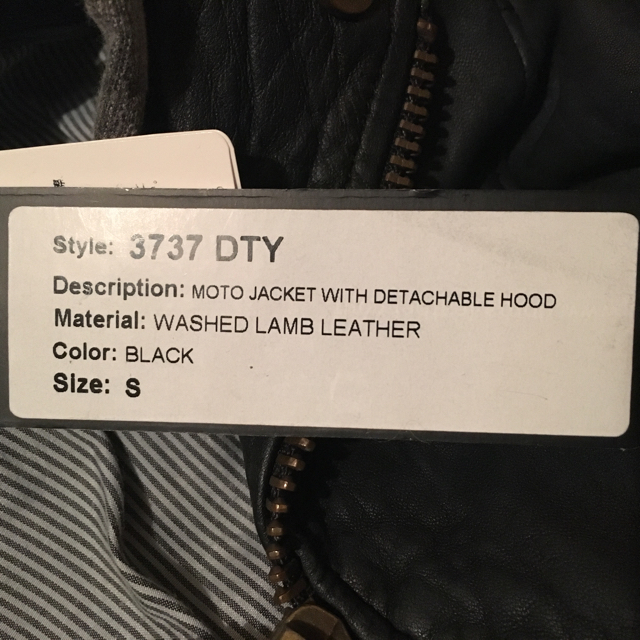 Style: 3737 DTY
Description: MOTO JACKET WITH DETACHABLE HOOD
Material: WASHED LAMB LEATHER
Color: BLACK
Size: S